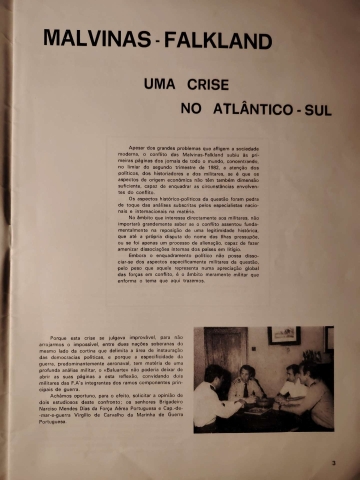 MALVINAS - FALKLAND
UMA CRISE
NO ATLÂNTICO - SUL
Apesar dos grandes problemas que afligem a sociedade
moderna, o conflito das Malvinas-Falkland subiu às pri-
meiras páginas dos jornais de todo o mundo, concentrando,
no limiar do segundo trimestre de 1982, a atenção dos
políticos, dos historiadores e dos militares, se é que os
aspectos de origem económica não têm também dimensão
suficiente, capaz de enquadrar as circunstâncias envolven-
tes do conflito.
Os aspectos histórico-políticos da questão foram pedra
de toque das análises subscritas pelos especialistas nacio-
nais e internacionais na matéria.
No âmbito que interessa directamente aos militares, não
importará grandemente saber se o conflito assentou funda-
mentalmente na reposição de uma legitimidade histórica,
que até a própria disputa do nome das ilhas pressupõe,
ou se foi apenas um processo de alienação, capaz de fazer
amenizar dissociações internas dos países em litígio.
Embora o enquadramento político não possa disso-
ciar-se dos aspectos especificamente militares da questão,
pelo peso que aquela representa numa apreciação global
das forças em conflito, é o âmbito meramente militar que
enforma o tema que aqui trazemos.
Porque esta crise se julgava improvável, para não
arriscarmos o impossível, entre duas nações soberanas do
mesmo lado da cortina que delimita a área de instauração
das democracias políticas, e porque a especificidade da
guerra, predominantemente aeronaval, tem matéria de uma
profunda análise militar, o «Baluarte» não poderia deixar de
abrir as suas páginas a esta reflexão, convidando dois
militares das F.A's integrantes dos ramos componentes prin-
cipais da guerra.
Achámos oportuno, para o efeito, solicitar a opinião de
dois estudiosos deste confronto; os senhores Brigadeiro
Narciso Mendes Dias da Força Aérea Portuguesa e Cap.-de-
-mar-e-guerra Virgílio de Carvalho da Marinha de Guerra
Portuguesa.
3